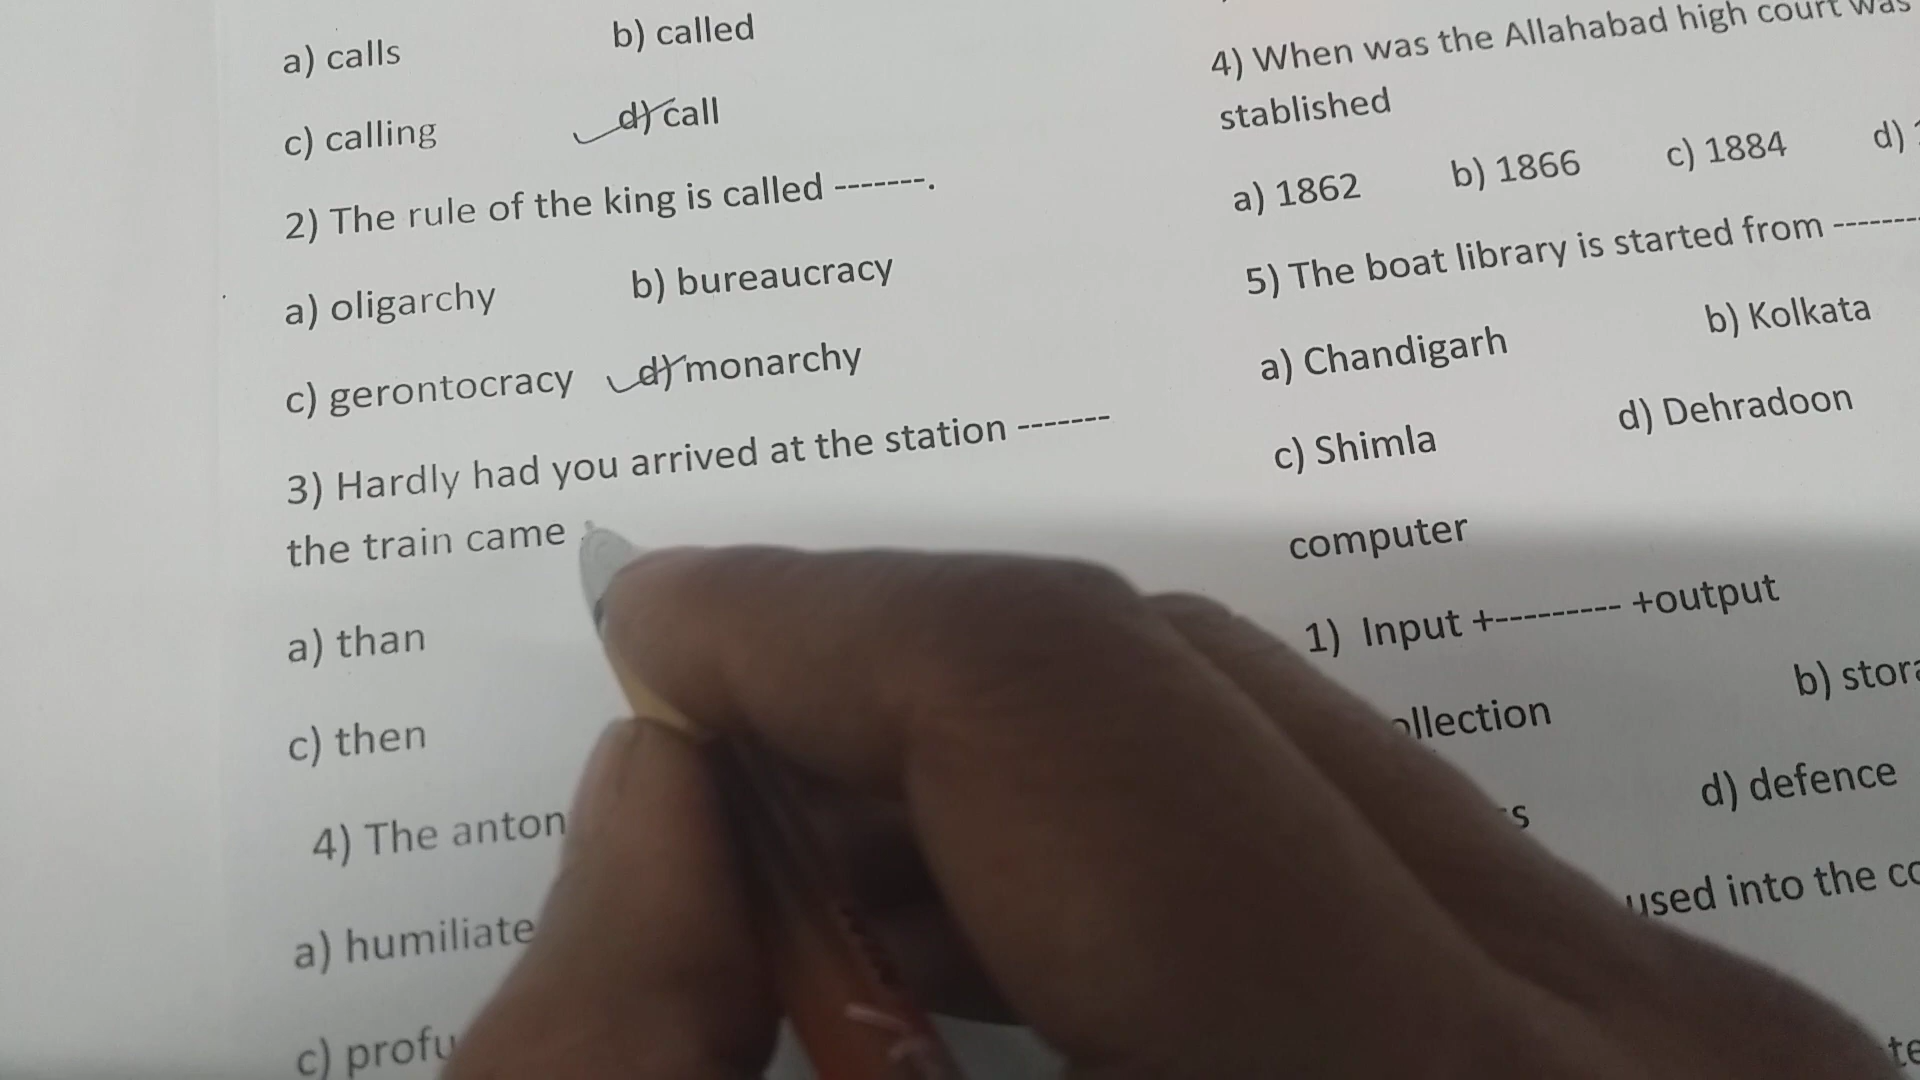 a) calls b) called
c) calling d) call
2) The rule of the king is called -------.
a) oligarchy b) bureaucracy
c) gerontocracy d) monarchy
3) Hardly had you arrived at the station -------
the train came
a) than
c) then
4) The
a) humiliate
c)
4) When was the Allahabad high court was
stablished
a) 1862 b) 1866 c) 1884 d)
5) The boat library is started from -------
a) Chandigarh b) Kolkata
c) Shimla d) Dehradoon
computer
1) Input +--------- +output
b)
d) defence
used into the